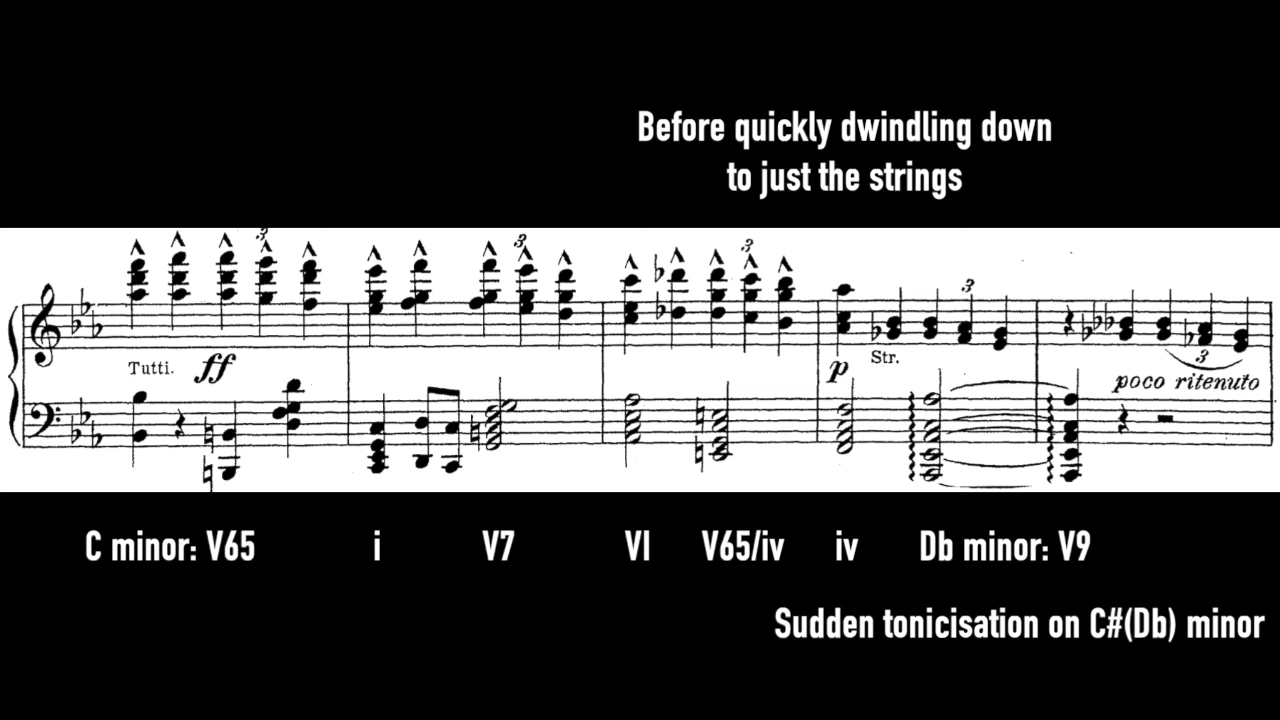 Before quickly dwindling down
to just the strings
3
3
3
3
Tutti.
ff
p
Str.
3
poco ritenuto
C minor: V65
i
V7
VI
V65/iv
iv
Db minor: V9
Sudden tonicisation on C#(Db) minor